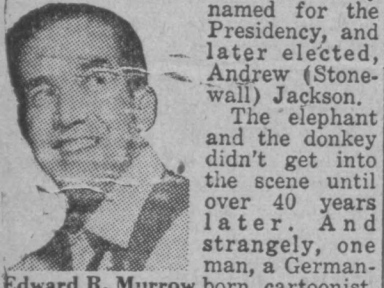 named for the
Presidency, and
later elected,
Andrew (Stone-
wall) Jackson.
The elephant
and the donkey
didn't get into
the scene until
over 40 years
later. And
strangely, one
man, a German-
born cartoonist
Edward R. Murrow